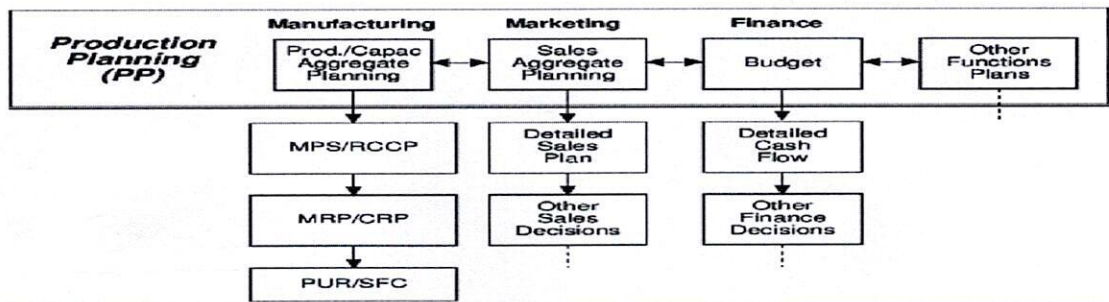 Manufacturing
Marketing
Finance
Production
Planning
(PP)
Prod./Capac
Aggregate
Planning
Sales
Aggregate
Planning
Budget
Other
Functions
Plans
MPS/RCCP
Detailed
Sales
Plan
Detailed
Cash
Flow
MRP/CRP
Other
Sales
Decisions
Other
Finance
Decisions
PUR/SFC